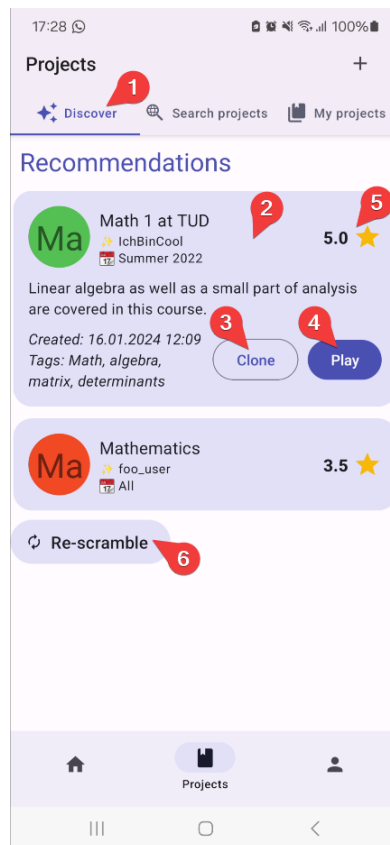 17:28 100%
Projects +
1
Discover Search projects My projects
Recommendations
2
5
Ma
Math 1 at TUD
IchBinCool
Summer 2022
5.0
Linear algebra as well as a small part of analysis
are covered in this course.
3
4
Created: 16.01.2024 12:09
Tags: Math, algebra,
matrix, determinants
Clone
Play
Ma
Mathematics
foo_user
All
3.5
Re-scramble
6
Projects